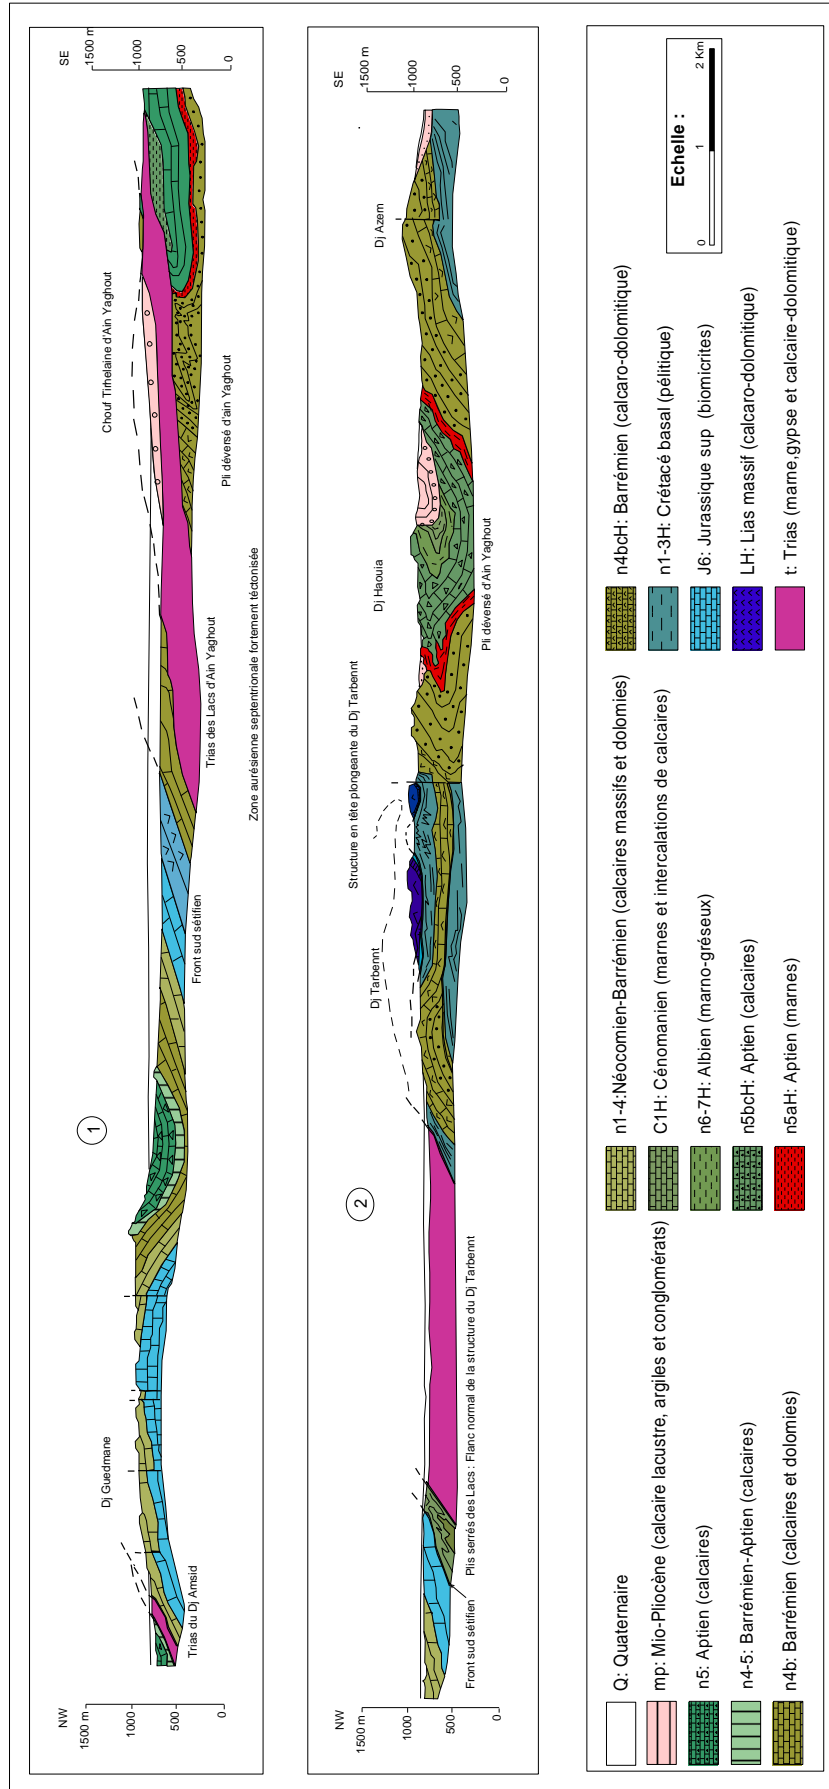 NW
SE
1500 m
1000
500
0
1500 m
1000
500
0
1
Dj Guedmane
Chouf Tirhelaine d'Ain Yaghout
Trias du Dj Amsid
Front sud sétifien
Trias des Lacs d'Ain Yaghout
Pli déversé d'ain Yaghout
Zone aurésienne septentrionale fortement téctonisée
NW
SE
1500 m
1000
500
0
1500 m
1000
500
0
2
Structure en tête plongeante du Dj Tarbennt
Dj Tarbennt
Dj Haouia
Dj Azem
Front sud sétifien
Plis serrés des Lacs : Flanc normal de la structure du Dj Tarbennt
Pli déversé d'Ain Yaghout
Q: Quaternaire
mp: Mio-Pliocène (calcaire lacustre, argiles et conglomérats)
n5: Aptien (calcaires)
n4-5: Barrémien-Aptien (calcaires)
n4b: Barrémien (calcaires et dolomies)
n1-4:Néocomien-Barrémien (calcaires massifs et dolomies)
C1H: Cénomanien (marnes et intercalations de calcaires)
n6-7H: Albien (marno-gréseux)
n5bcH: Aptien (calcaires)
n5aH: Aptien (marnes)
n4bcH: Barrémien (calcaro-dolomitique)
n1-3H: Crétacé basal (pélitique)
J6: Jurassique sup (biomicrites)
LH: Lias massif (calcaro-dolomitique)
t: Trias (marne,gypse et calcaire-dolomitique)
Echelle :
0 1 2 Km